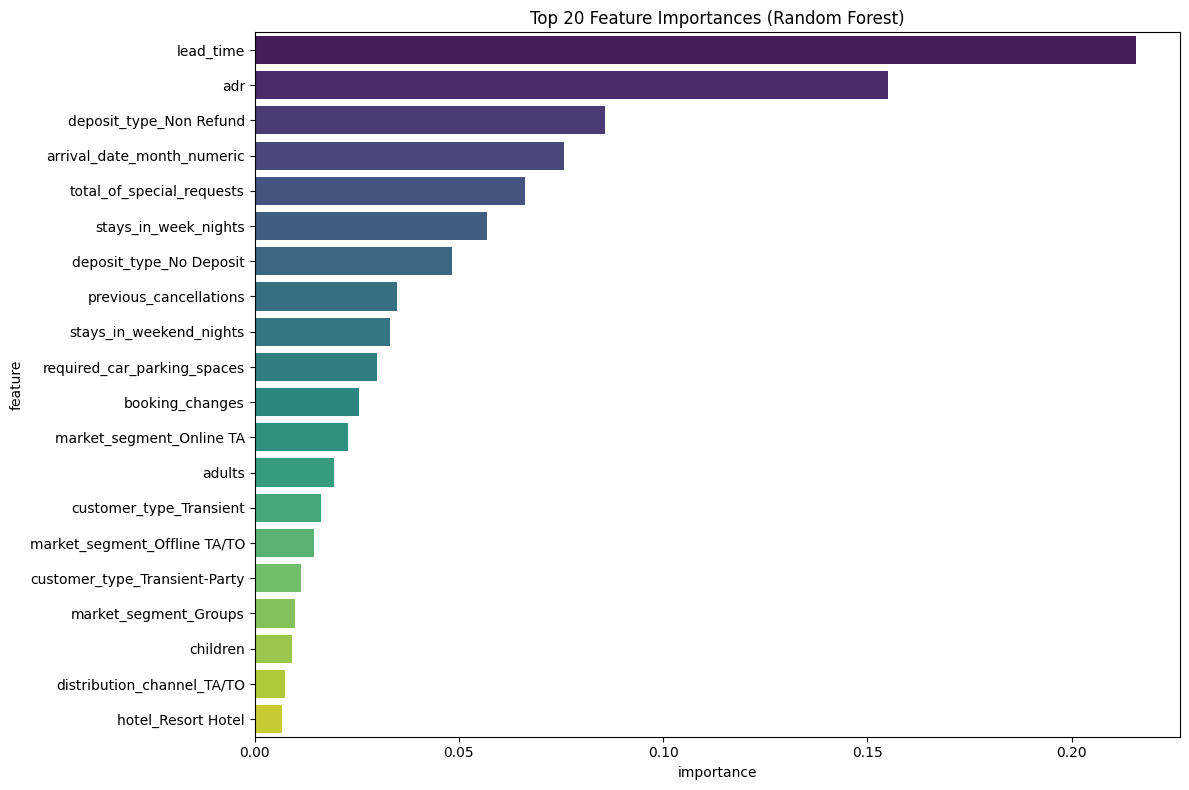 Top 20 Feature Importances (Random Forest)
lead_time
adr
deposit_type_Non Refund
arrival_date_month_numeric
total_of_special_requests
stays_in_week_nights
deposit_type_No Deposit
previous_cancellations
stays_in_weekend_nights
required_car_parking_spaces
booking_changes
market_segment_Online TA
adults
customer_type_Transient
market_segment_Offline TA/TO
customer_type_Transient-Party
market_segment_Groups
children
distribution_channel_TA/TO
hotel_Resort Hotel
feature
0.00 0.05 0.10 0.15 0.20
importance